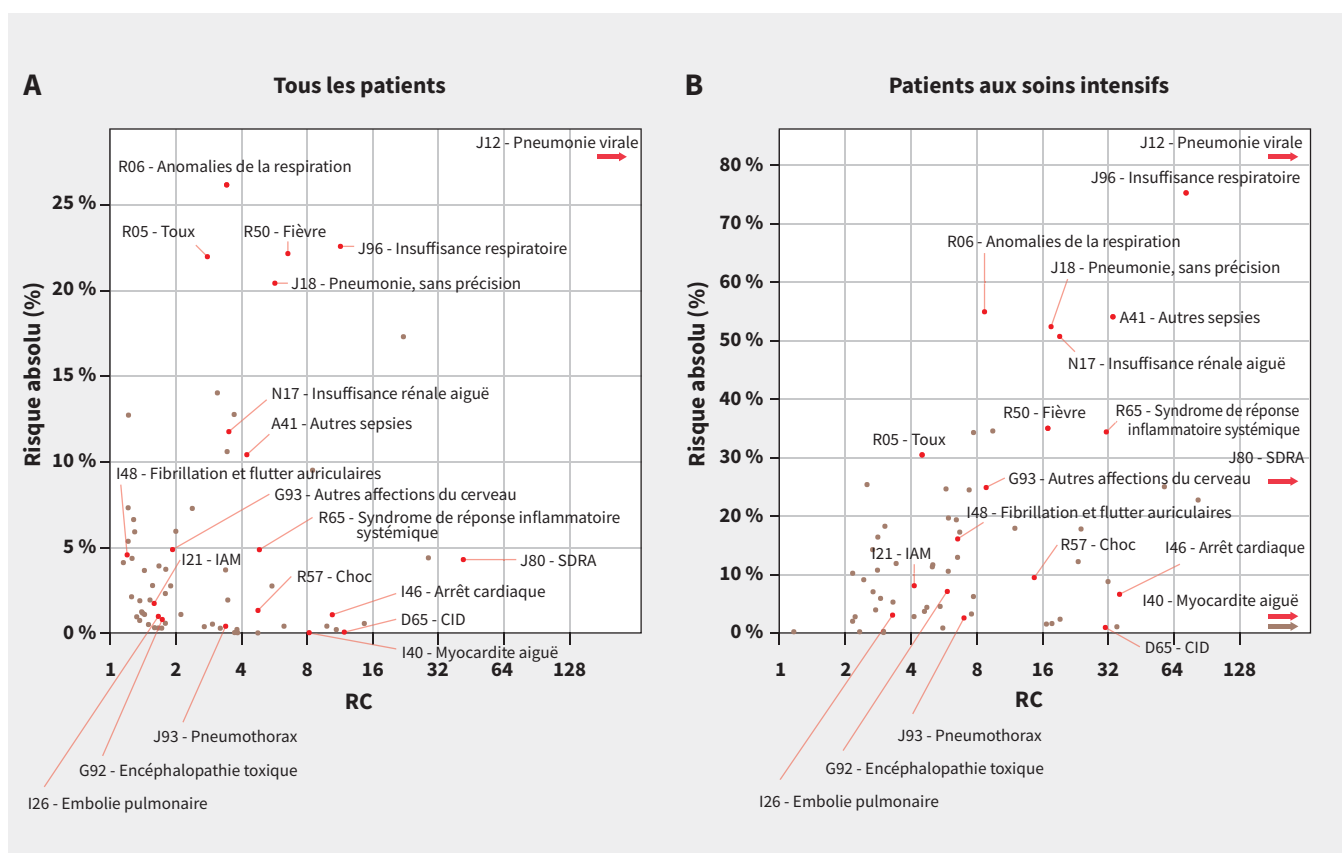 A
Tous les patients
J12 - Pneumonie virale
R06 - Anomalies de la respiration
25 %
R05 - Toux
R50 - Fièvre
J96 - Insuffisance respiratoire
J18 - Pneumonie, sans précision
20 %
15 %
N17 - Insuffisance rénale aiguë
A41 - Autres sepsies
10 %
I48 - Fibrillation et flutter auriculaires
G93 - Autres affections du cerveau
R65 - Syndrome de réponse inflammatoire
systémique
5 %
I21 - IAM
J80 - SDRA
R57 - Choc
I46 - Arrêt cardiaque
D65 - CID
0 %
I40 - Myocardite aiguë
Risque absolu (%)
1
2
4
8
16
32
64
128
RC
J93 - Pneumothorax
G92 - Encéphalopathie toxique
I26 - Embolie pulmonaire
B
Patients aux soins intensifs
J12 - Pneumonie virale
80 %
J96 - Insuffisance respiratoire
70 %
R06 - Anomalies de la respiration
J18 - Pneumonie, sans précision
60 %
A41 - Autres sepsies
50 %
N17 - Insuffisance rénale aiguë
40 %
R50 - Fièvre
R65 - Syndrome de réponse
inflammatoire systémique
R05 - Toux
30 %
J80 - SDRA
G93 - Autres affections du cerveau
20 %
I48 - Fibrillation et flutter auriculaires
I21 - IAM
R57 - Choc
I46 - Arrêt cardiaque
10 %
I40 - Myocardite aiguë
0 %
D65 - CID
Risque absolu (%)
1
2
4
8
16
32
64
128
RC
J93 - Pneumothorax
G92 - Encéphalopathie toxique
I26 - Embolie pulmonaire